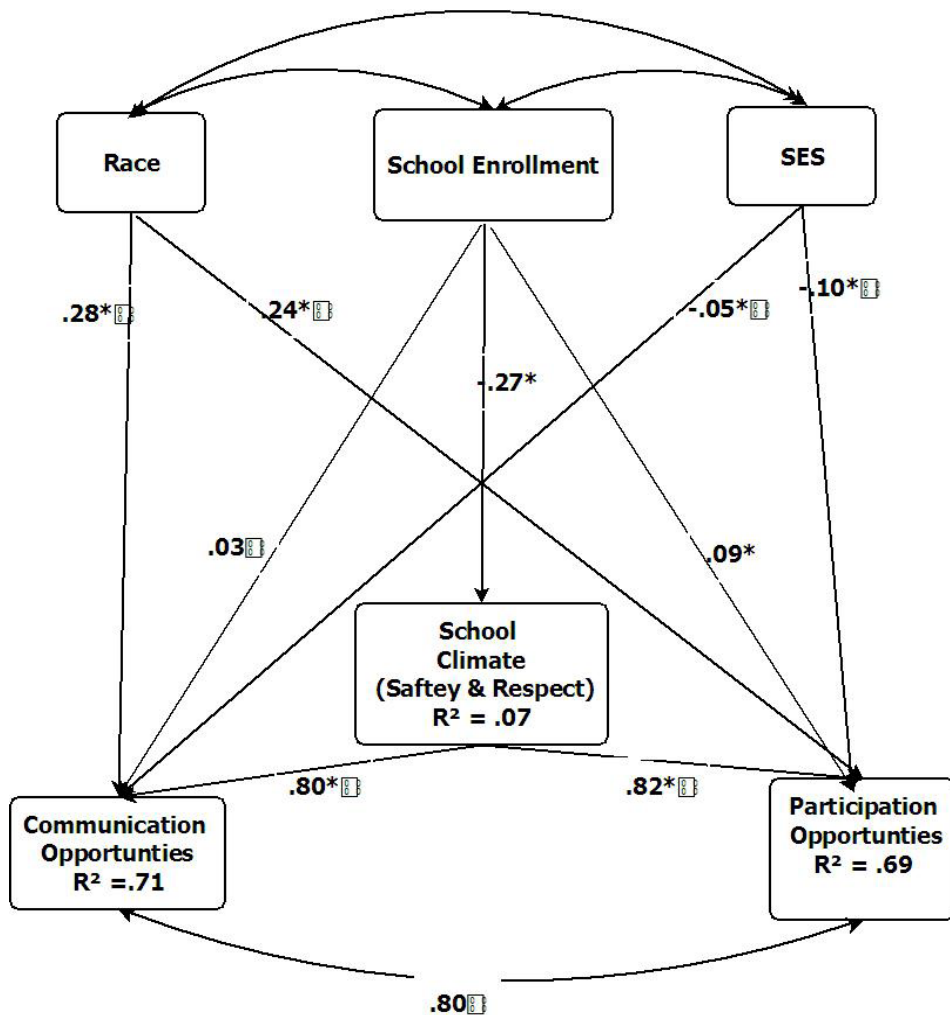 Race
School Enrollment
SES
.28*
.24*
-.05*
-.10*
-.27*
.03
.09*
School
Climate
(Saftey & Respect)
R² = .07
.80*
.82*
Communication
Opportunties
R² =.71
Participation
Opportunties
R² = .69
.80